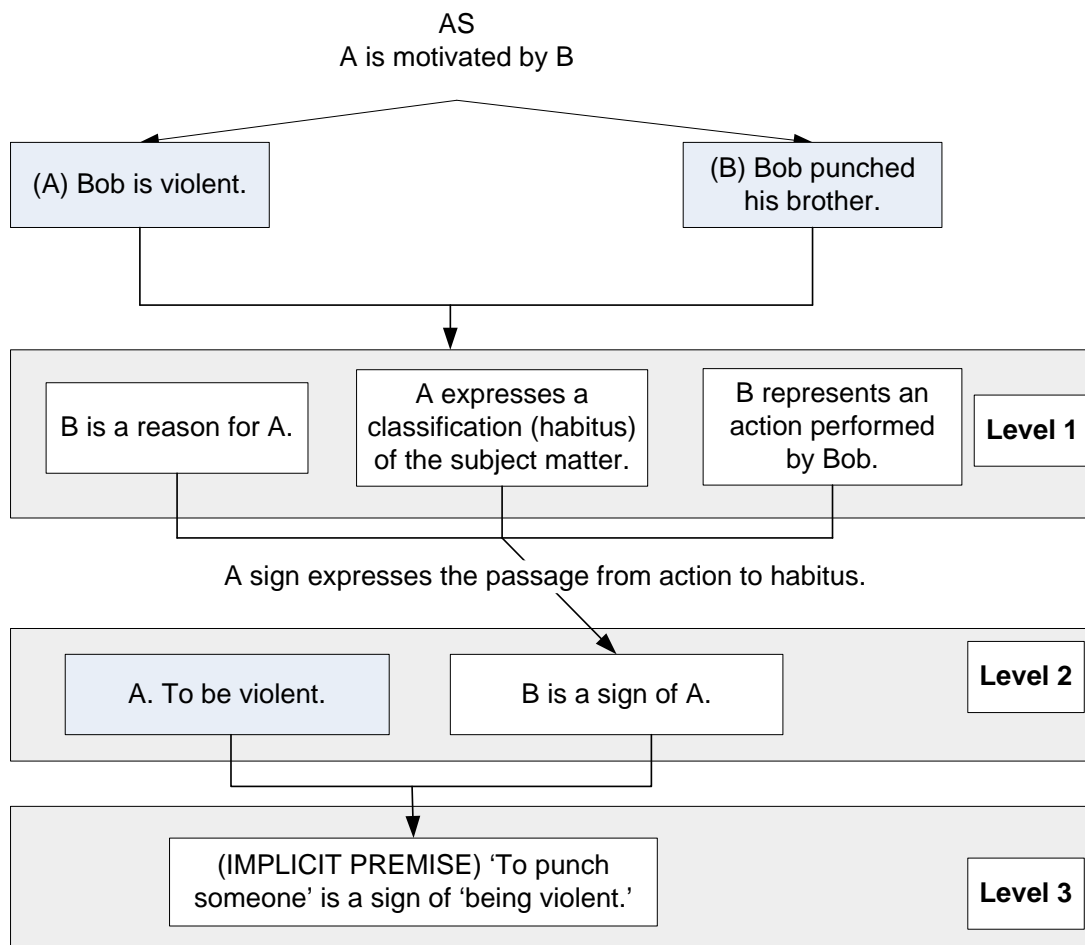 AS
A is motivated by B
(A) Bob is violent.
(B) Bob punched
his brother.
B is a reason for A.
A expresses a
classification (habitus)
of the subject matter.
B represents an
action performed
by Bob.
Level 1
A sign expresses the passage from action to habitus.
A. To be violent.
B is a sign of A.
Level 2
(IMPLICIT PREMISE) ‘To punch
someone’ is a sign of ‘being violent.’
Level 3